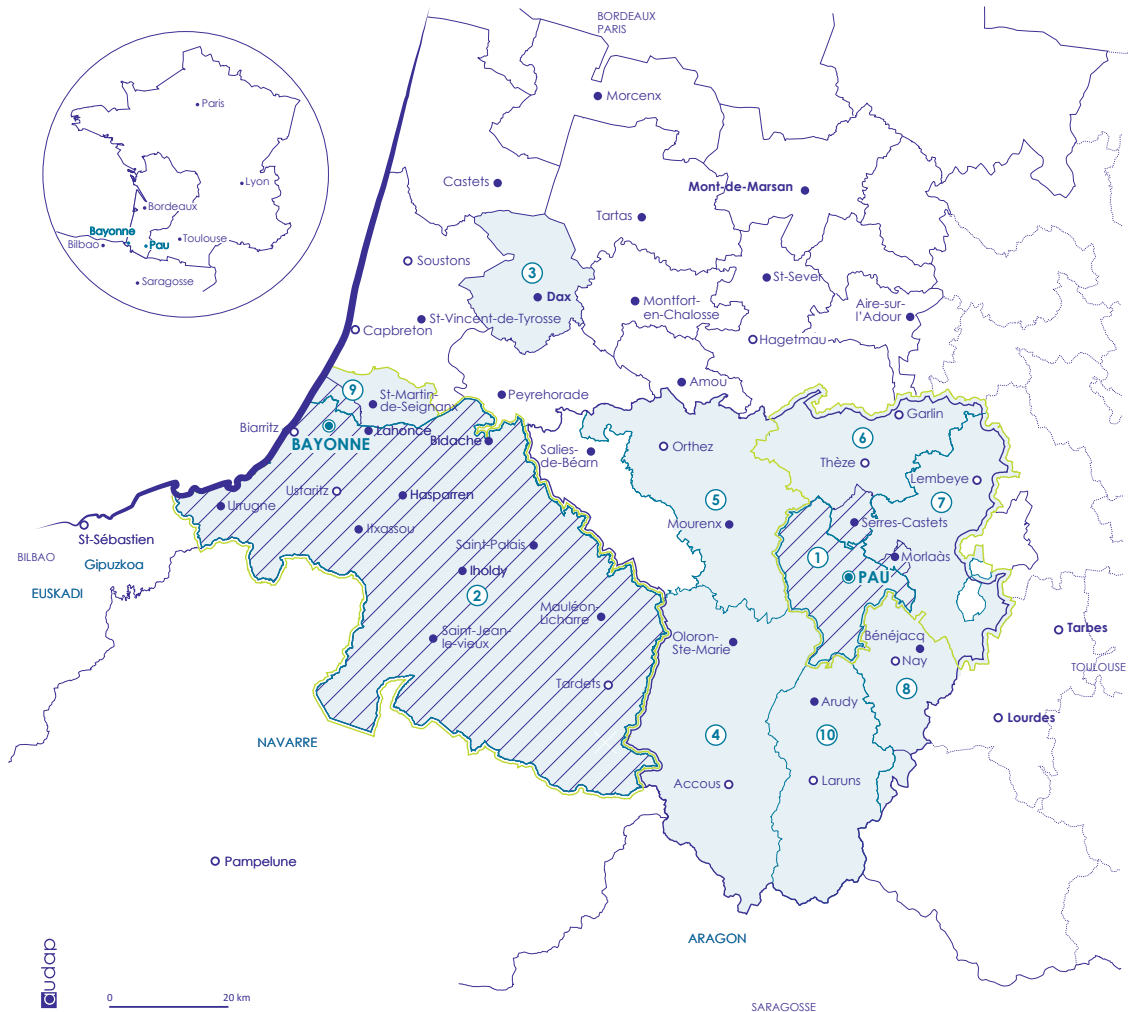 BORDEAUX
PARIS
Paris
Lyon
Bordeaux
Bayonne
Bilbao
Pau
Toulouse
Saragosse
Morcenx
Castets
Mont-de-Marsan
Tartas
Soustons
3
Dax
St-Sever
Montfort-
en-Chalosse
Aire-sur-
l'Adour
St-Vincent-de-Tyrosse
Capbreton
Hagetmau
Amou
9
St-Martin-
de-Seignanx
Peyrehorade
Garlin
Biarritz
BAYONNE
Lahonce
Bidache
Salies-
de-Béarn
Orthez
6
Thèze
Lembeye
7
Ustaritz
Hasparren
Urrugne
5
Mourenx
Serres-Castets
Itxassou
St-Sébastien
BILBAO
Gipuzkoa
EUSKADI
Saint-Palais
Iholdy
2
1
Morlaàs
PAU
Mauléon-
Licharre
Saint-Jean-
le-vieux
Oloron-
Ste-Marie
Bénéjacq
Nay
Tarbes
TOULOUSE
Tardets
8
Arudy
Lourdes
NAVARRE
4
10
Accous
Laruns
Pampelune
ARAGON
audap
0
20 km
SARAGOSSE